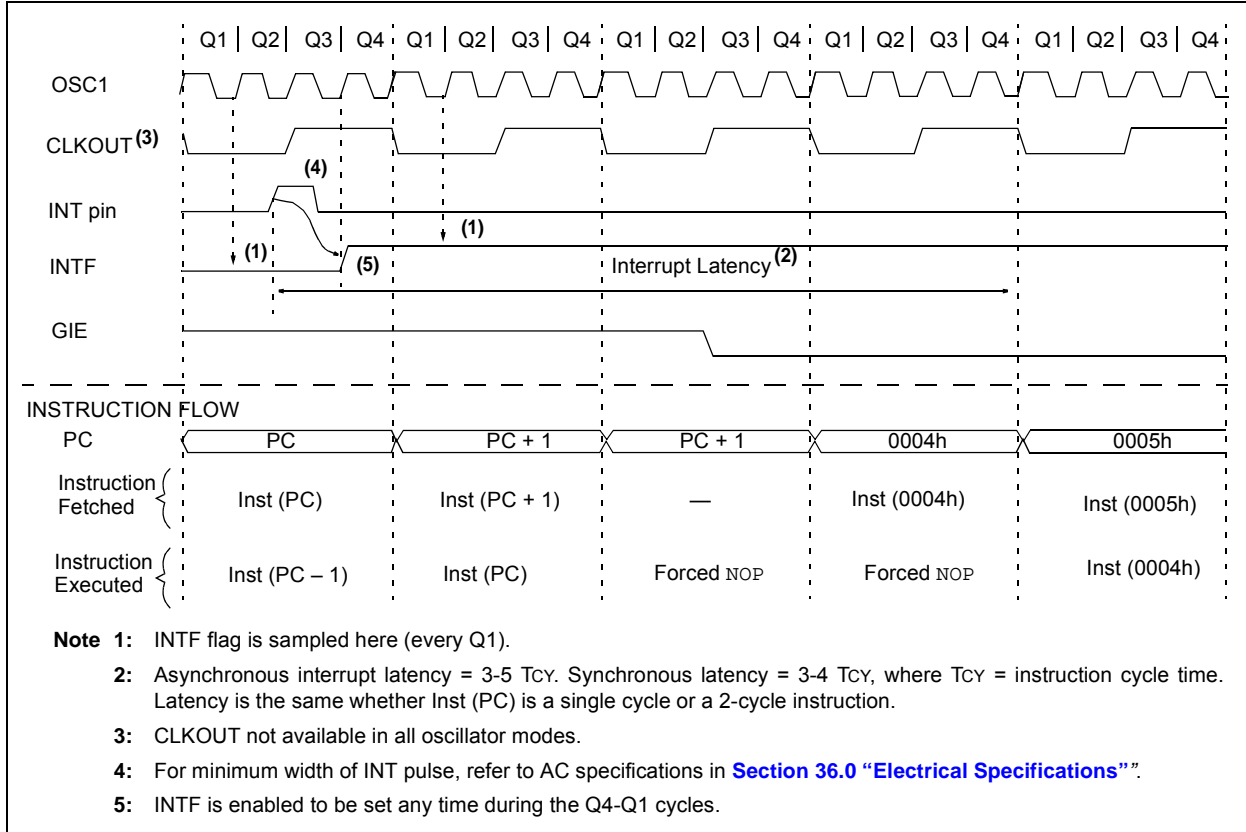 Q1 Q2 Q3 Q4 Q1 Q2 Q3 Q4 Q1 Q2 Q3 Q4 Q1 Q2 Q3 Q4 Q1 Q2 Q3 Q4
OSC1
CLKOUT (3)
(4)
INT pin
(1)
(1)
INTF
(5)
Interrupt Latency (2)
GIE
INSTRUCTION FLOW
PC
PC
PC + 1
PC + 1
0004h
0005h
Instruction
Fetched
Inst (PC)
Inst (PC + 1)
—
Inst (0004h)
Inst (0005h)
Instruction
Executed
Inst (PC – 1)
Inst (PC)
Forced NOP
Forced NOP
Inst (0004h)
Note 1: INTF flag is sampled here (every Q1).
2: Asynchronous interrupt latency = 3-5 TCY. Synchronous latency = 3-4 TCY, where TCY = instruction cycle time.
Latency is the same whether Inst (PC) is a single cycle or a 2-cycle instruction.
3: CLKOUT not available in all oscillator modes.
4: For minimum width of INT pulse, refer to AC specifications in Section 36.0 “Electrical Specifications””.
5: INTF is enabled to be set any time during the Q4-Q1 cycles.